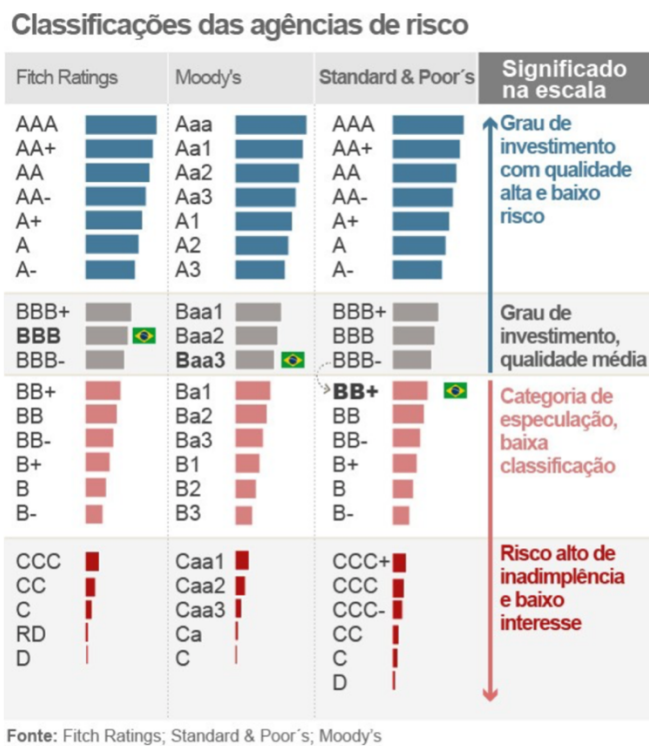 Classificações das agências de risco
Fitch Ratings Moody's Standard & Poor´s Significado
na escala
AAA Aaa AAA Grau de
AA+ Aa1 AA+ investimento
AA Aa2 AA com qualidade
AA- Aa3 AA- alta e baixo
A+ A1 A+ risco
A A2 A
A- A3 A-
BBB+ Baa1 BBB+ Grau de
BBB Baa2 BBB investimento,
BBB- Baa3 BBB- qualidade média
BB+ Ba1 BB+ Categoria de
BB Ba2 BB especulação,
BB- Ba3 BB- baixa
B+ B1 B+ classificação
B B2 B
B- B3 B-
CCC Caa1 CCC+ Risco alto de
CC Caa2 CCC inadimplência
C Caa3 CCC- e baixo
RD Ca CC interesse
D C C
D
Fonte: Fitch Ratings; Standard & Poor´s; Moody's